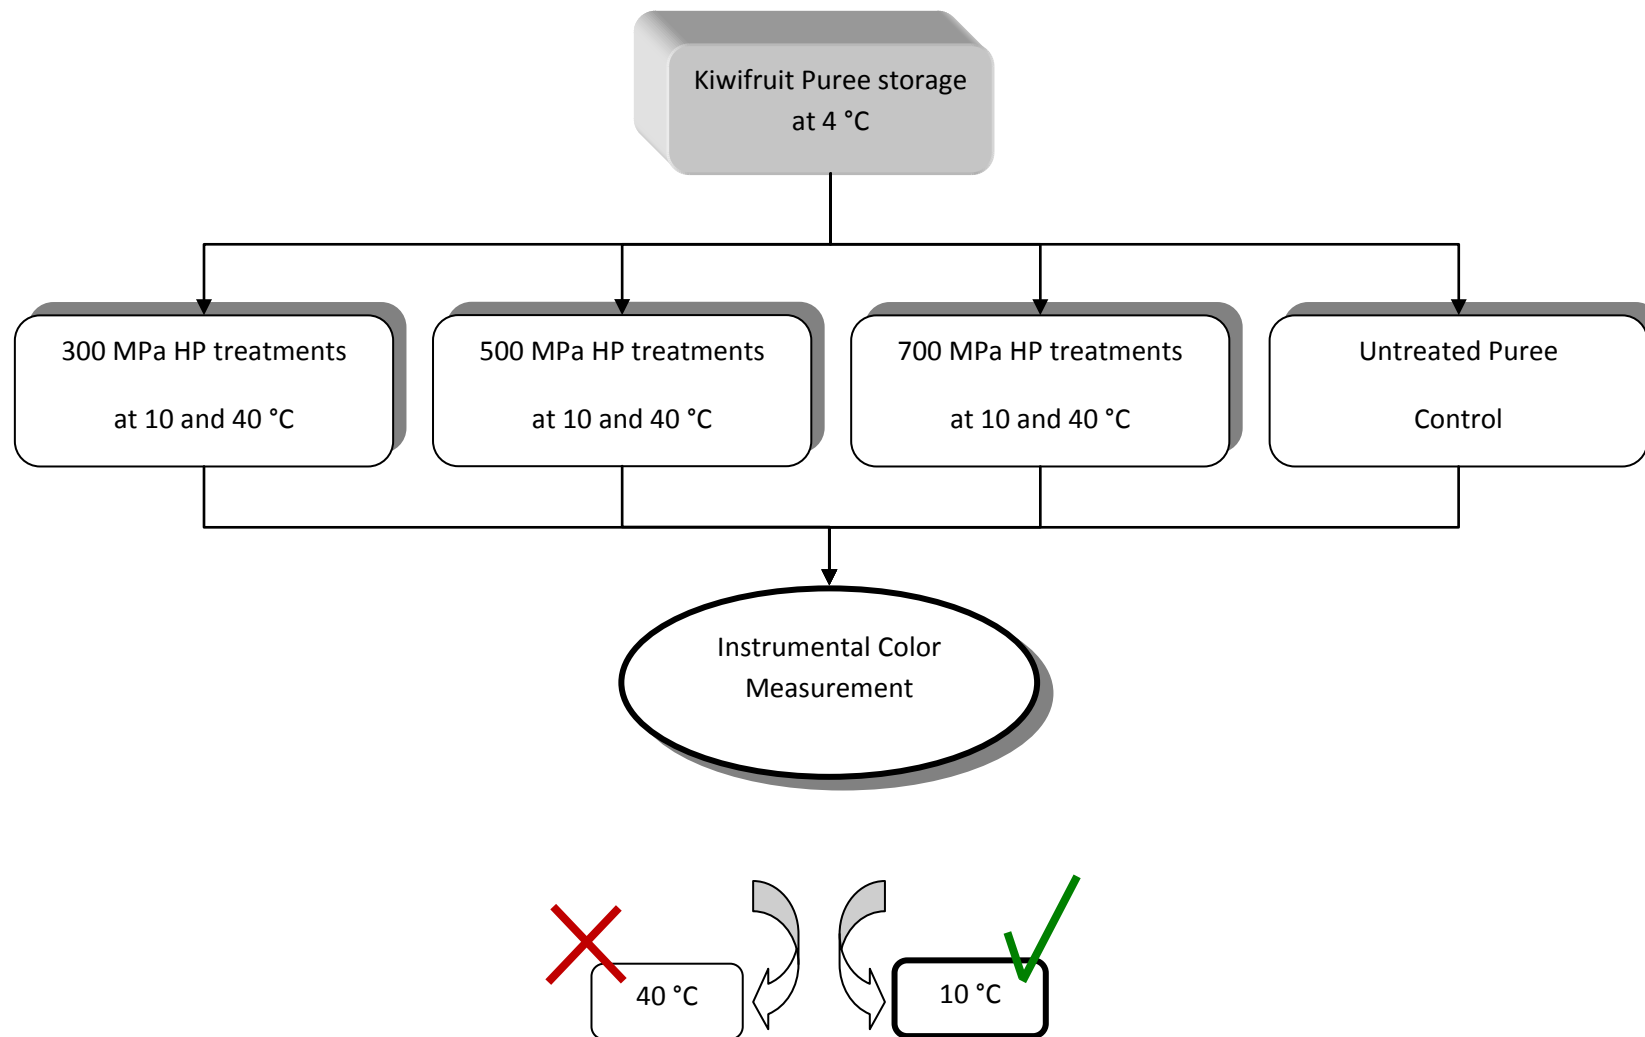 Kiwifruit Puree storage
at 4 °C
300 MPa HP treatments
at 10 and 40 °C
500 MPa HP treatments
at 10 and 40 °C
700 MPa HP treatments
at 10 and 40 °C
Untreated Puree
Control
Instrumental Color
Measurement
40 °C
10 °C